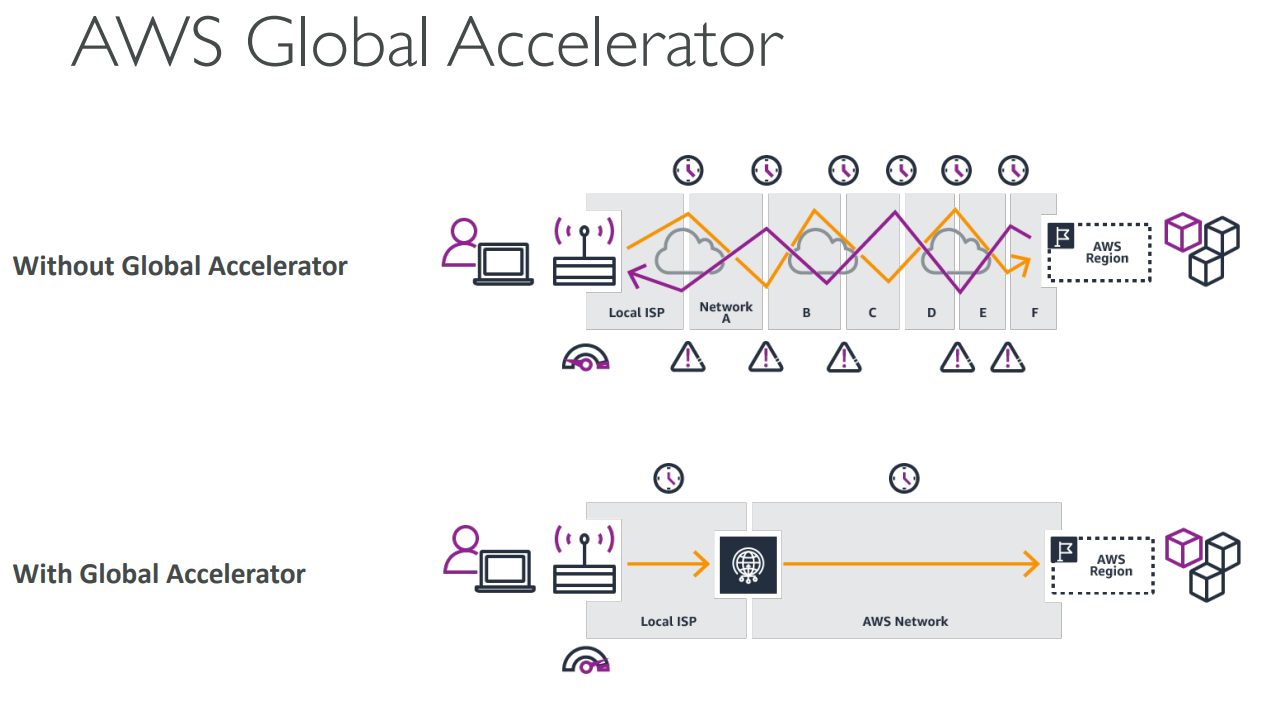 AWS Global Accelerator
Without Global Accelerator
AWS
Region
Local ISP
Network
A
B
C
D
E
F
With Global Accelerator
AWS
Region
Local ISP
AWS Network